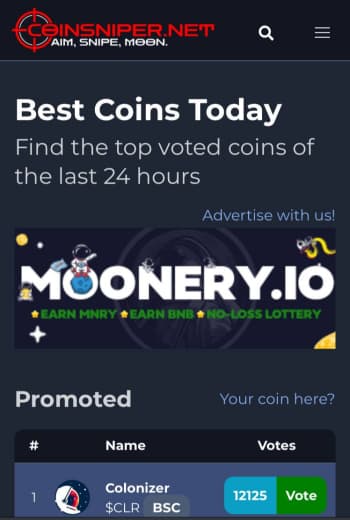 COINSNIPER.NET
AIM, SNIPE, MOON.
Best Coins Today
Find the top voted coins of
the last 24 hours
Advertise with us!
MOONERY.IO
EARN MNRY EARN BNB NO-LOSS LOTTERY
Promoted Your coin here?
# Name Votes
1 Colonizer 12125 Vote
$CLR BSC